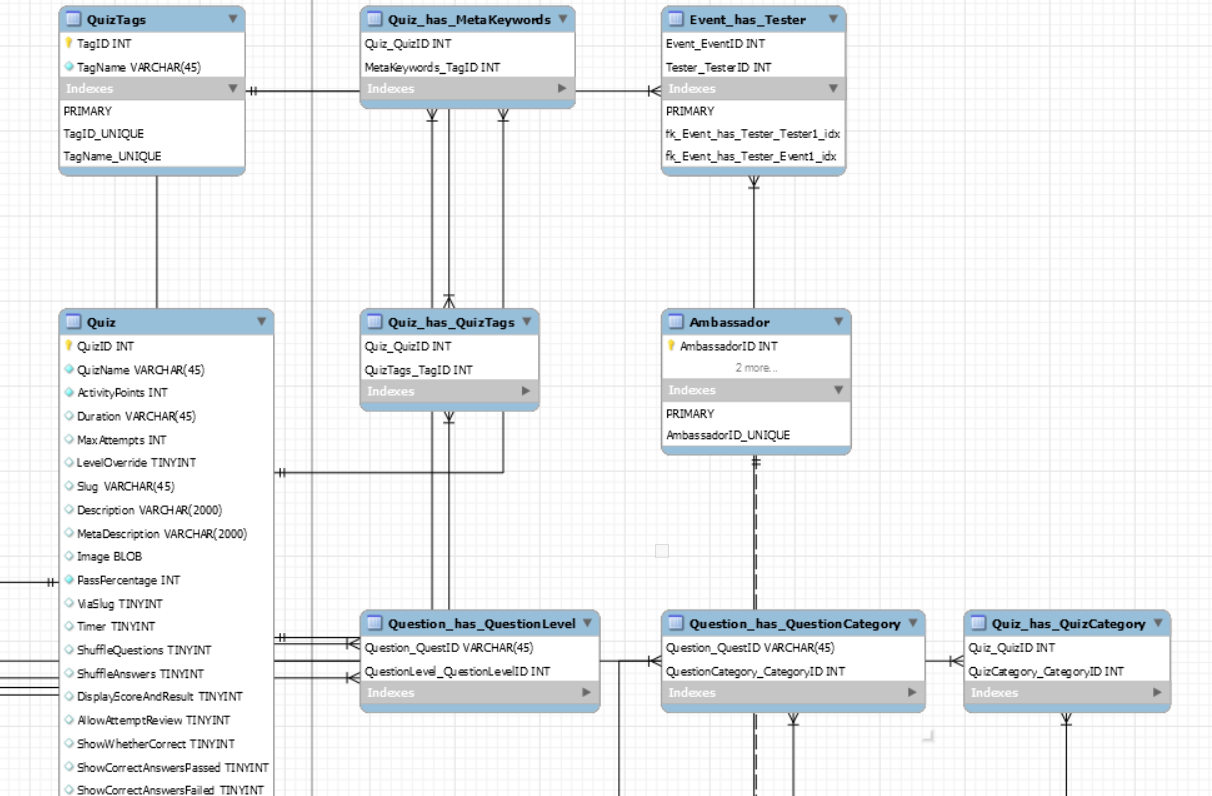 QuizTags
TagID INT
TagName VARCHAR(45)
Indexes
PRIMARY
TagID_UNIQUE
TagName_UNIQUE
Quiz_has_MetaKeywords
Quiz_QuizID INT
MetaKeywords_TagID INT
Indexes
Event_has_Tester
Event_EventID INT
Tester_TesterID INT
Indexes
PRIMARY
fk_Event_has_Tester_Tester1_idx
fk_Event_has_Tester_Event1_idx
Quiz
QuizID INT
QuizName VARCHAR(45)
ActivityPoints INT
Duration VARCHAR(45)
MaxAttempts INT
LevelOverride TINYINT
Slug VARCHAR(45)
Description VARCHAR(2000)
MetaDescription VARCHAR(2000)
Image BLOB
PassPercentage INT
ViaSlug TINYINT
Timer TINYINT
ShuffleQuestions TINYINT
ShuffleAnswers TINYINT
DisplayScoreAndResult TINYINT
AllowAttemptReview TINYINT
ShowWhetherCorrect TINYINT
ShowCorrectAnswersPassed TINYINT
ShowCorrectAnswersFailed TINYINT
Quiz_has_QuizTags
Quiz_QuizID INT
QuizTags_TagID INT
Indexes
Ambassador
AmbassadorID INT
2 more...
Indexes
PRIMARY
AmbassadorID_UNIQUE
Question_has_QuestionLevel
Question_QuestID VARCHAR(45)
QuestionLevel_QuestionLevelID INT
Indexes
Question_has_QuestionCategory
Question_QuestID VARCHAR(45)
QuestionCategory_CategoryID INT
Indexes
Quiz_has_QuizCategory
Quiz_QuizID INT
QuizCategory_CategoryID INT
Indexes